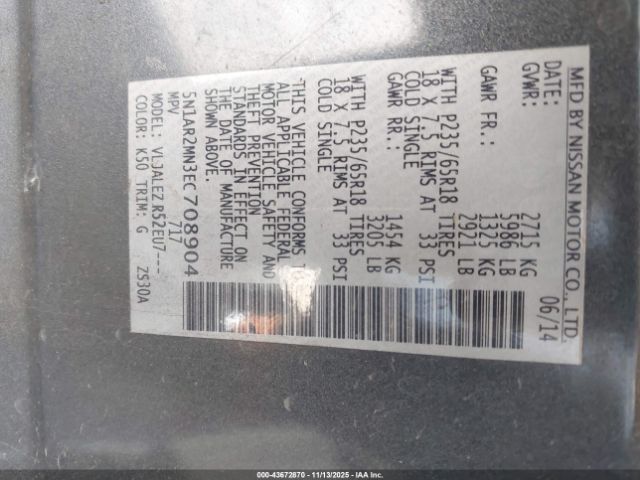 MFD BY NISSAN MOTOR CO., LTD.
DATE: 06/14
GVWR: 2715 KG
5986 LB
GAWR FR: 1325 KG
2921 LB
WITH P235/65R18 TIRES
18 X 7.5 RIMS AT 33 PSI
COLD SINGLE
GAWR RR: 1454 KG
3205 LB
WITH P235/65R18 TIRES
18 X 7.5 RIMS AT 33 PSI
COLD SINGLE
-THIS VEHICLE CONFORMS TO
ALL APPLICABLE FEDERAL
MOTOR VEHICLE SAFETY AND
THEFT PREVENTION
STANDARDS IN EFFECT ON
THE DATE OF MANUFACTURE
SHOWN ABOVE.
5N1AR2MN3EC708904
MPV 717
MODEL: VLJALEZ R52EU7---
COLOR: K50 TRIM: G ZS30A
000-43672870 - 11/13/2025 - IAA Inc.